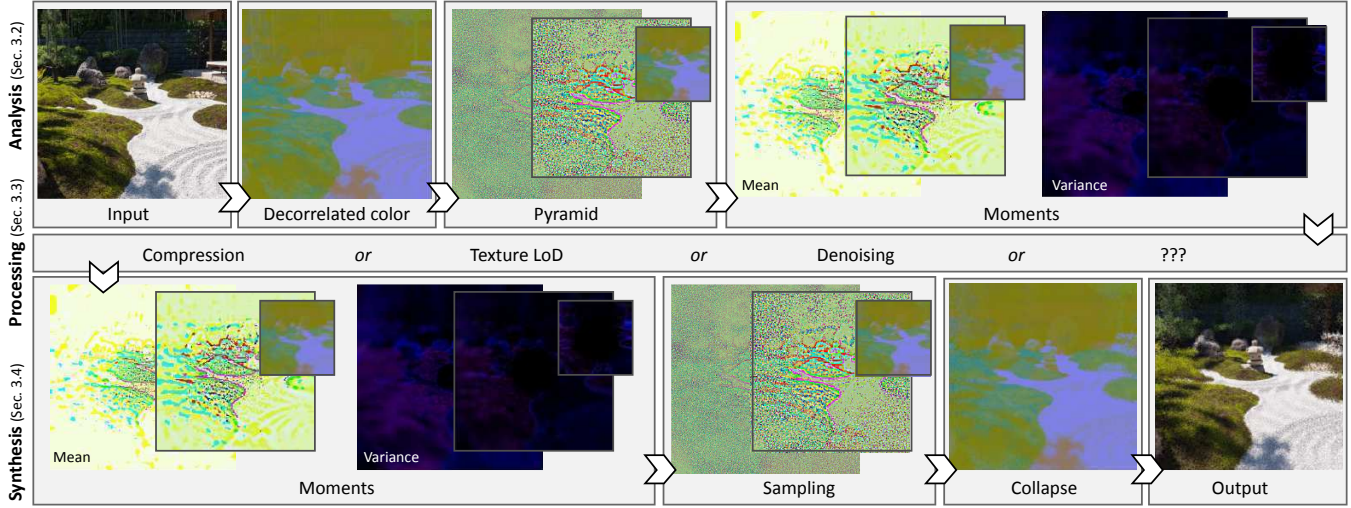 Analysis (Sec. 3.2)
Mean
Variance
Input
Decorrelated color
Pyramid
Moments
Processing (Sec. 3.3)
Compression or Texture LoD or Denoising or ???
Synthesis (Sec. 3.4)
Mean
Variance
Moments
Sampling
Collapse
Output